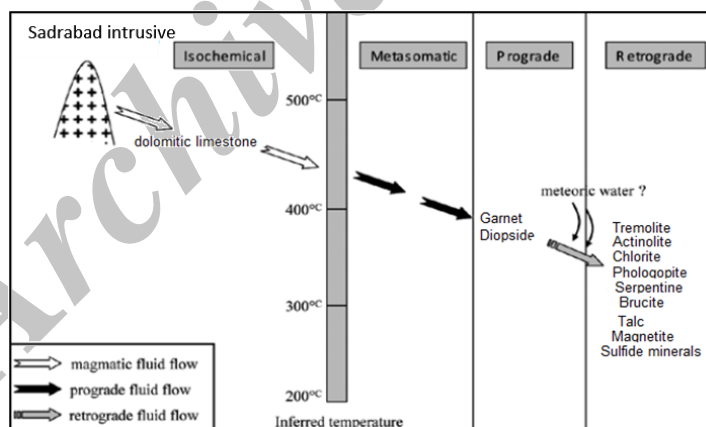 Sadrabad intrusive
Isochemical
Metasomatic
Prograde
Retrograde
500°C
dolomitic limestone
400°C
meteoric water ?
Garnet
Diopside
Tremolite
Actinolite
Chlorite
Phologopite
Serpentine
Brucite
Talc
Magnetite
Sulfide minerals
300°C
200°C
Inferred temperature
magmatic fluid flow
prograde fluid flow
retrograde fluid flow
Archive